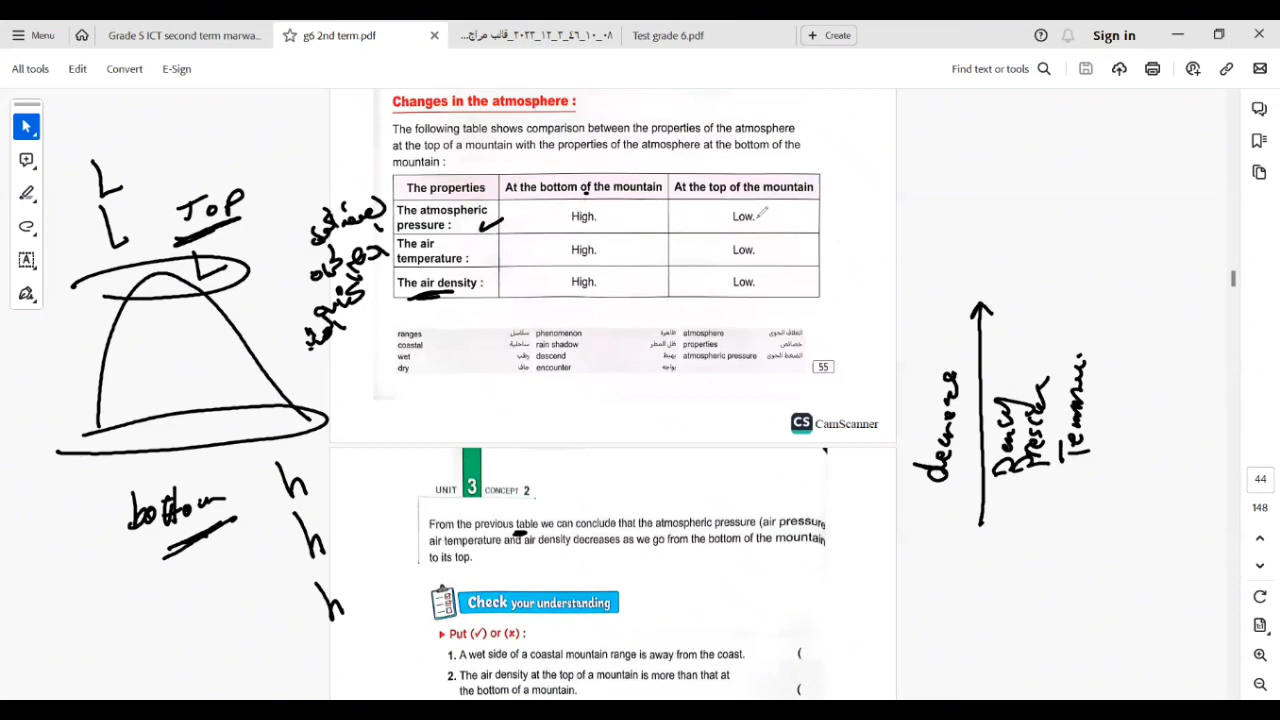 Menu
Grade 5 ICT second term marwa...
g6 2nd term.pdf
Test grade 6.pdf
Create
Sign in
All tools
Edit
Convert
E-Sign
Find text or tools
Changes in the atmosphere :
The following table shows comparison between the properties of the atmosphere
at the top of a mountain with the properties of the atmosphere at the bottom of the
mountain :
The properties
At the bottom of the mountain
At the top of the mountain
The atmospheric pressure :
High.
Low.
The air temperature :
High.
Low.
The air density :
High.
Low.
ranges سلاسل phenomenon ظاهرة atmosphere الغلاف الجوى
coastal ساحلية rain shadow ظل المطر properties خصائص
wet رطب descend يهبط atmospheric pressure الضغط الجوى
dry جاف encounter يواجه
55
CS CamScanner
UNIT 3 CONCEPT 2
From the previous table we can conclude that the atmospheric pressure (air pressure
air temperature and air density decreases as we go from the bottom of the mountain
to its top.
Check your understanding
Put (✓) or (x) :
1. A wet side of a coastal mountain range is away from the coast. (
2. The air density at the top of a mountain is more than that at
the bottom of a mountain. (
L
L
L
Top
bottom
h
h
h
decrease
44
148